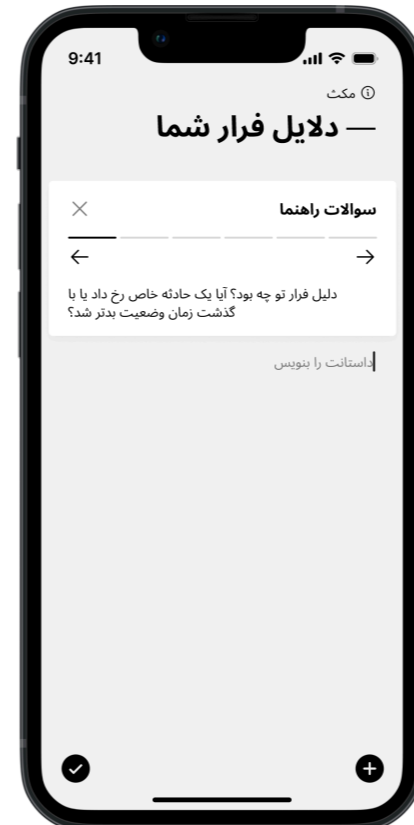 9:41
مکث
دلایل فرار شما —
سوالات راهنما
دلیل فرار تو چه بود؟ آیا یک حادثه خاص رخ داد یا با
گذشت زمان وضعیت بدتر شد؟
داستانت را بنویس